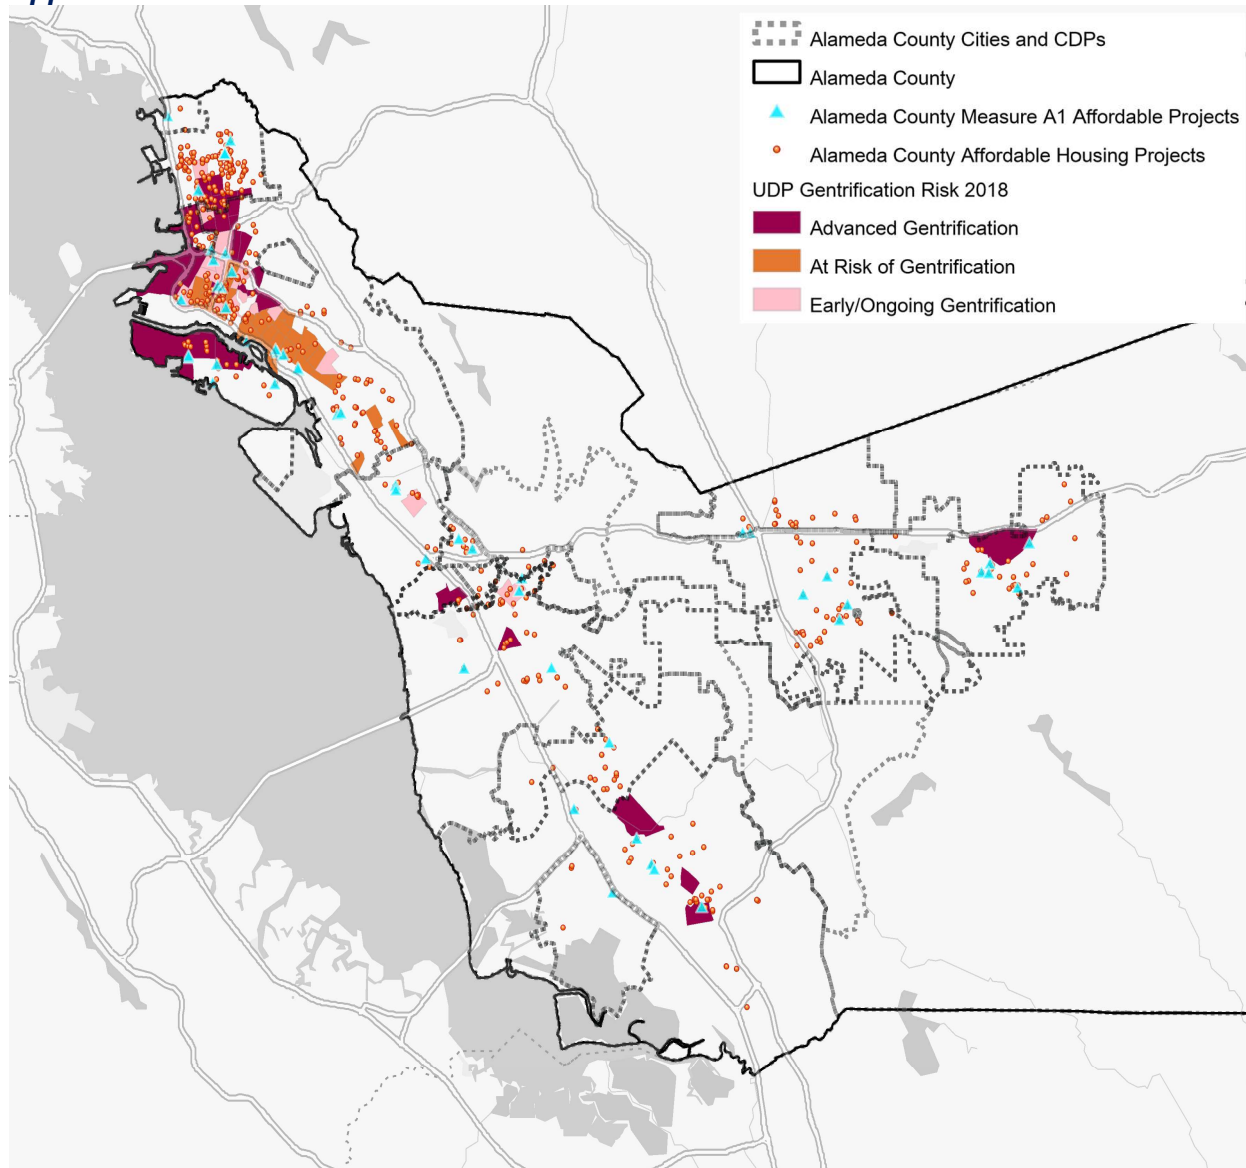 Alameda County Cities and CDPs
Alameda County
Alameda County Measure A1 Affordable Projects
Alameda County Affordable Housing Projects
UDP Gentrification Risk 2018
Advanced Gentrification
At Risk of Gentrification
Early/Ongoing Gentrification